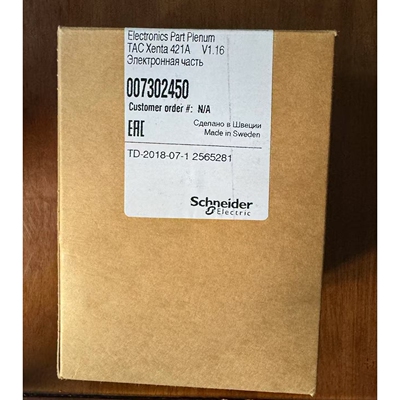 Electronics Part Plenum
TAC Xenta 421A V1.16
Электронная часть
007302450
Customer order #: N/A
EAC
Сделано в Швеции
Made in Sweden
TD-2018-07-1 2565281
Schneider
Electric